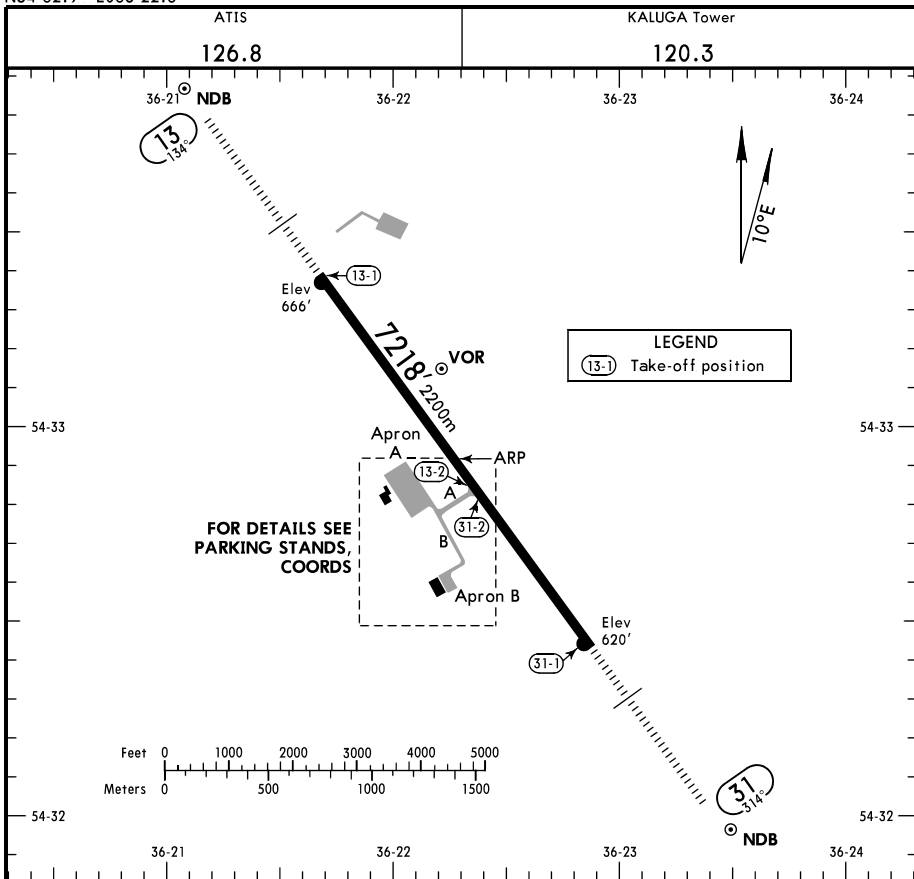 ATIS
126.8
KALUGA Tower
120.3
36-21
36-22
36-23
36-24
NDB
13
134°
10°E
13-1
Elev
666'
LEGEND
13-1 Take-off position
7218'
2200m
VOR
54-33
54-33
Apron
A
ARP
13-2
A
31-2
FOR DETAILS SEE
PARKING STANDS,
COORDS
B
Apron B
Elev
620'
31-1
Feet 0 1000 2000 3000 4000 5000
Meters 0 500 1000 1500
31
314°
54-32
54-32
NDB
36-21
36-22
36-23
36-24